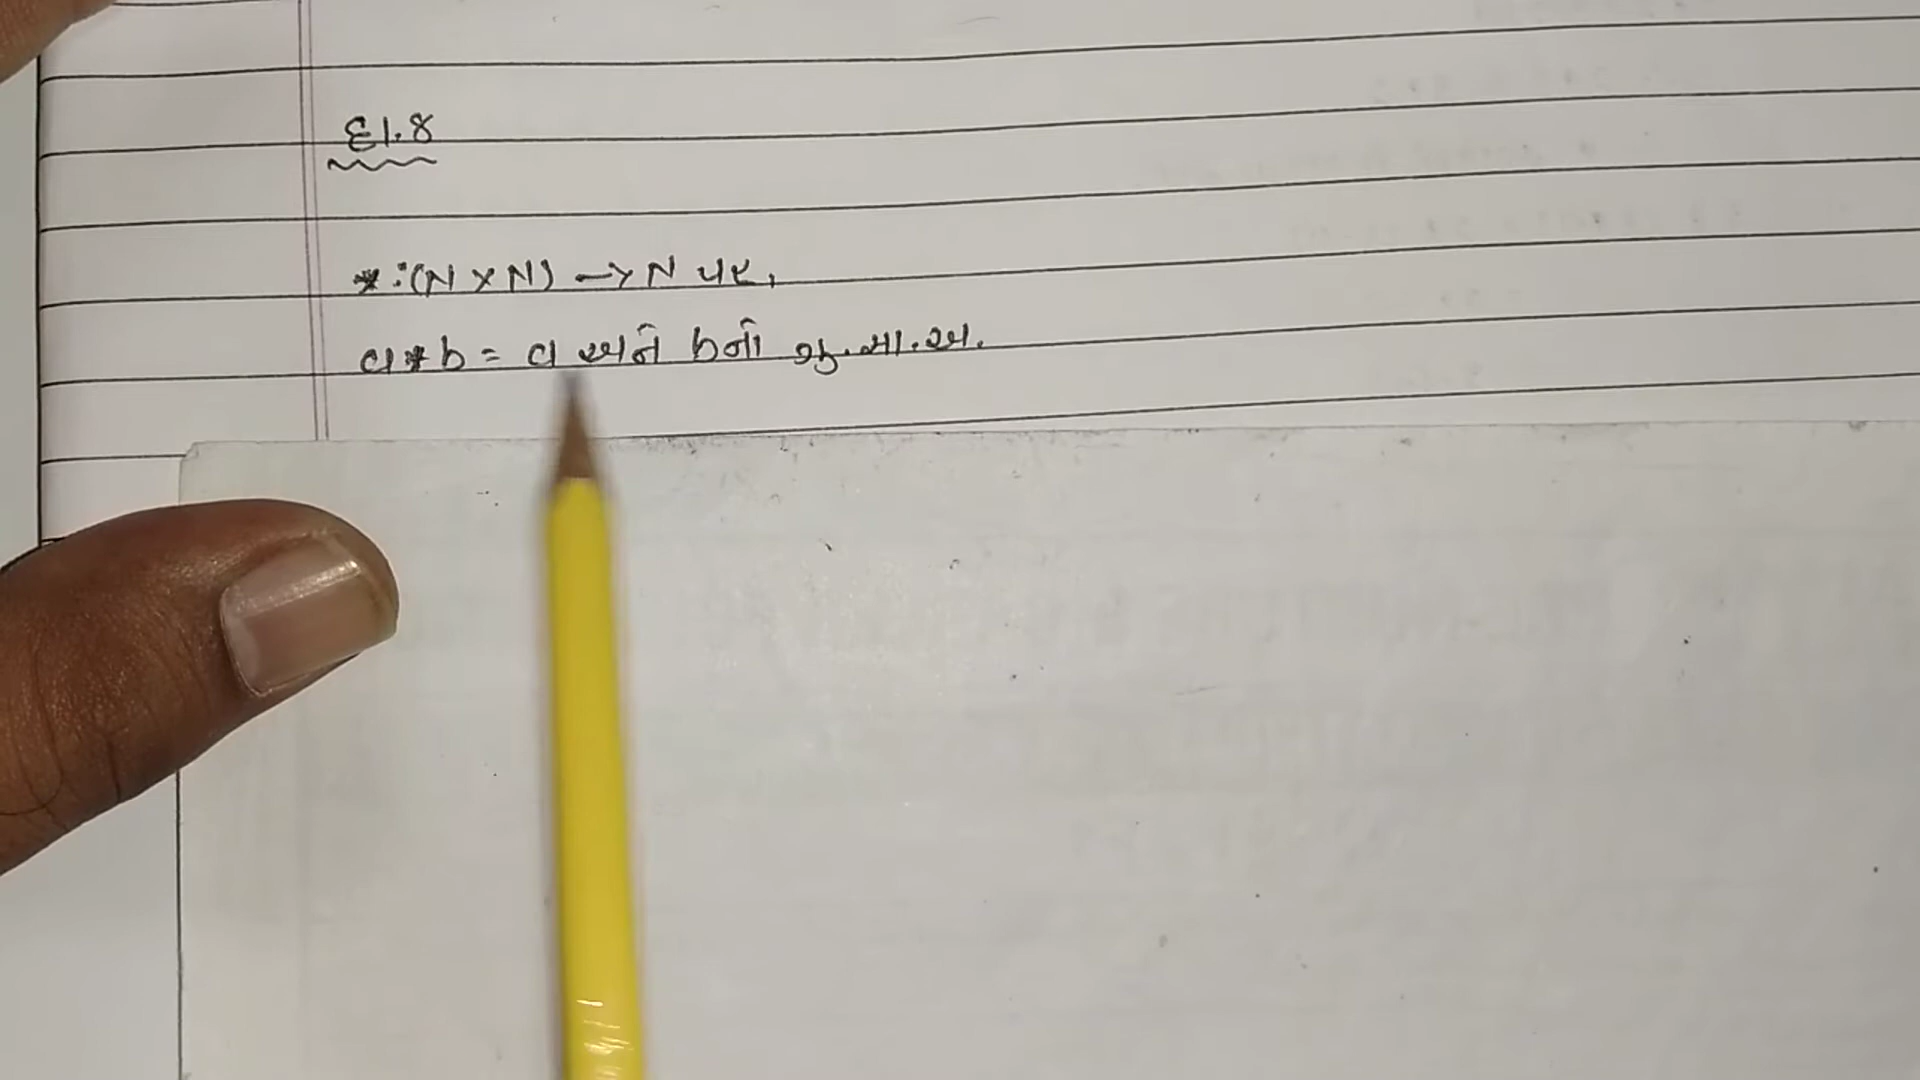 દા.૪
*:(N×N) → N પર,
a*b = a અને bનો ગુ.સા.અ.